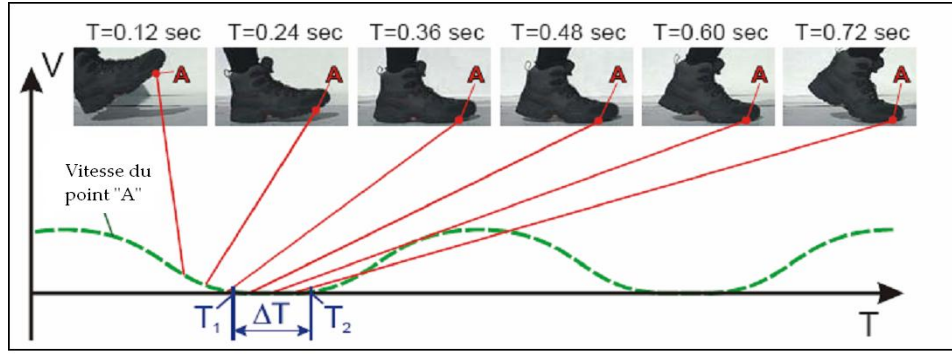 T=0.12 sec T=0.24 sec T=0.36 sec T=0.48 sec T=0.60 sec T=0.72 sec
V
A A A A A A
Vitesse du
point "A"
T₁ ΔT T₂ T